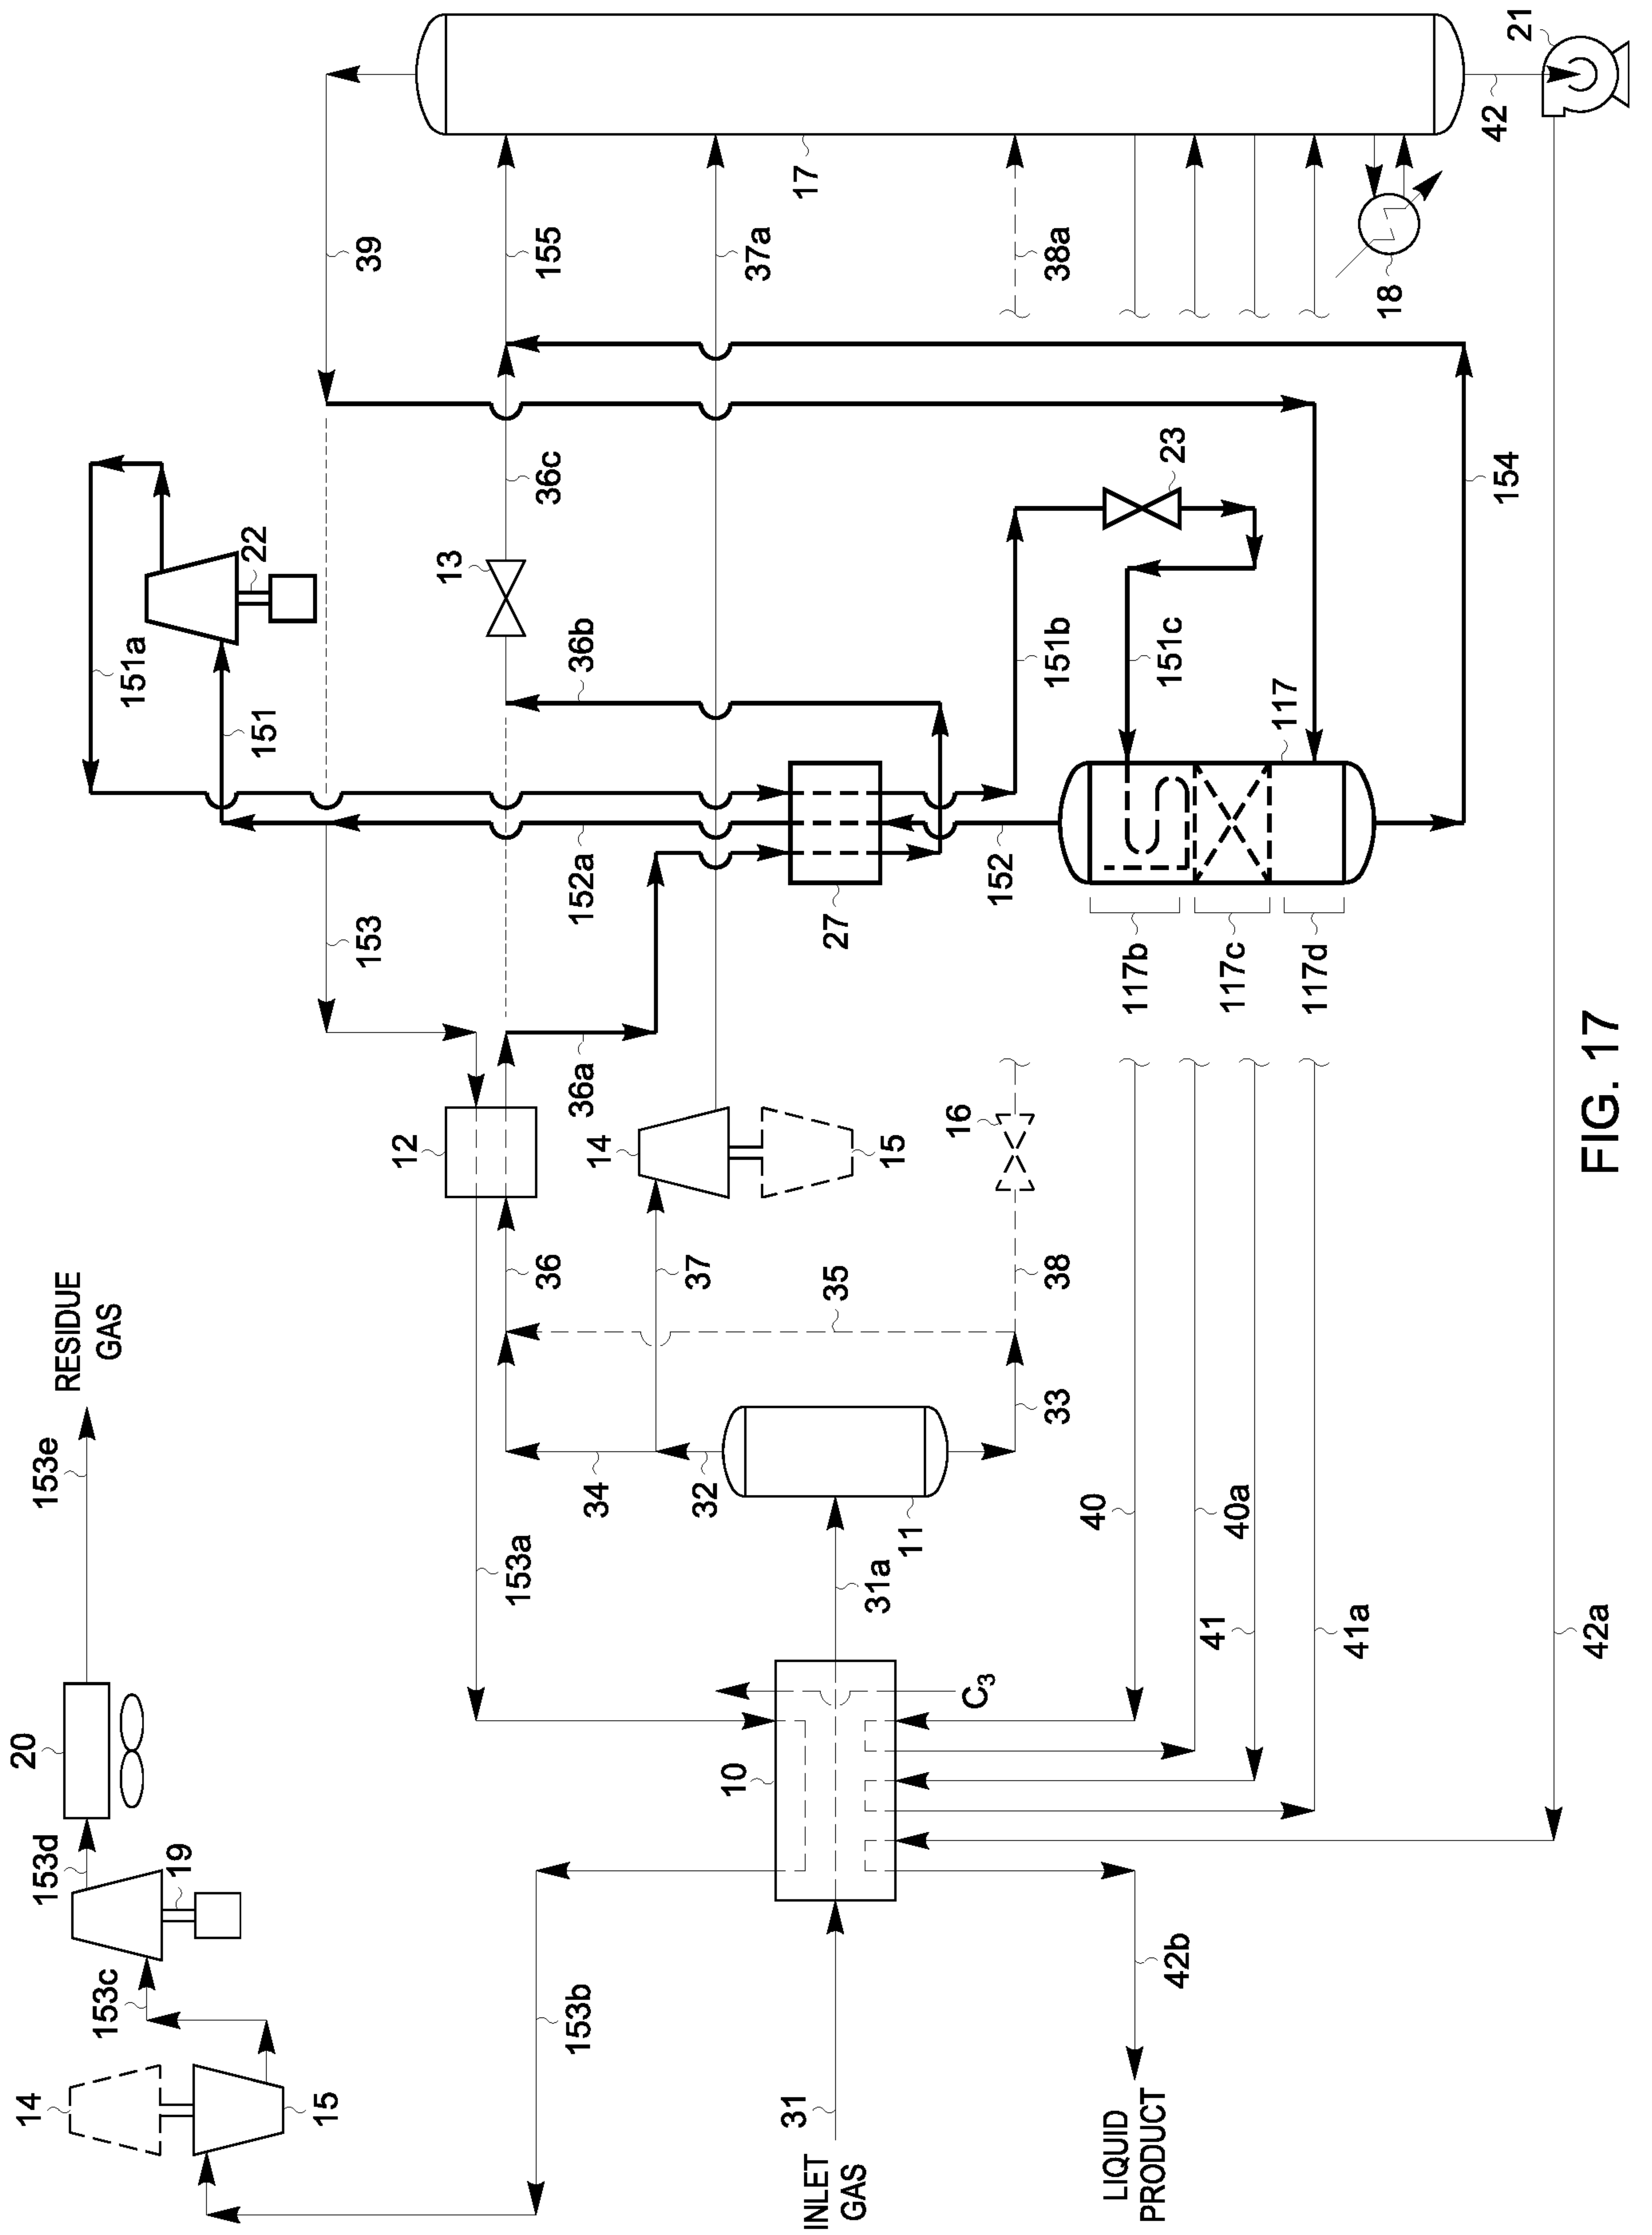 RESIDUE
GAS
20
153e
153d
19
153c
14
15
153b
INLET
GAS
31
10
C3
LIQUID
PRODUCT
42b
153a
31a
11
34
32
33
35
36
37
38
12
36a
14
15
16
40
40a
41
41a
42a
153
152a
27
152
117b
117c
117d
117
151
151a
22
13
36b
36c
151b
151c
23
154
39
155
37a
38a
17
18
42
21
FIG. 17